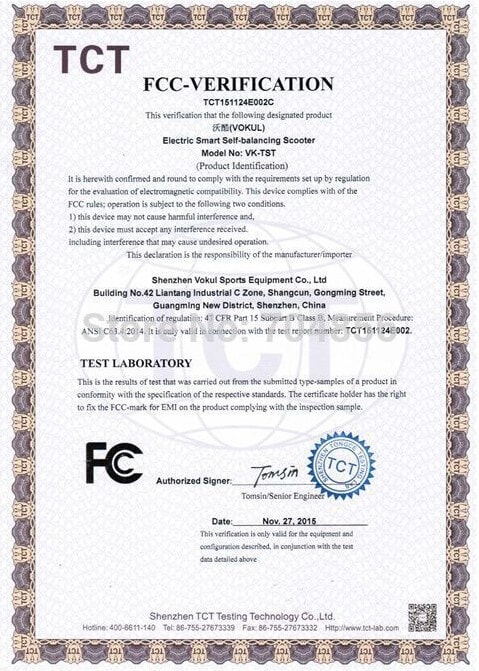 TCT
FCC-VERIFICATION
TCT151124E002C
This verification that the following designated product
沃酷(VOKUL)
Electric Smart Self-balancing Scooter
Model No: VK-TST
(Product Identification)
It is herewith confirmed and round to comply with the requirements set up by regulation
for the evaluation of electromagnetic compatibility. This device complies with of the
FCC rules; operation is subject to the following two conditions.
1) this device may not cause harmful interference and,
2) this device must accept any interference received.
including interference that may cause undesired operation.
This declaration is the responsibility of the manufacturer/importer
Shenzhen Vokul Sports Equipment Co., Ltd
Building No.42 Liantang Industrial C Zone, Shangcun, Gongming Street,
Guangming New District, Shenzhen, China
Identification of regulation: 47 CFR Part 15 Subpart B Class B, Measurement Procedure:
ANSI C63.4:2014. It is only valid in connection with the test report number: TCT151124E002.
TEST LABORATORY
This is the results of test that was carried out from the submitted type-samples of a product in
conformity with the specification of the respective standards. The certificate holder has the right
to fix the FCC-mark for EMI on the product complying with the inspection sample.
FC
Authorized Signer: Tomsin
TCT
Tomsin/Senior Engineer
Date: Nov. 27, 2015
This verification is only valid for the equipment and
configuration described, in conjunction with the test
data detailed above
Shenzhen TCT Testing Technology Co., Ltd.
Hotline: 400-6611-140 Tel: 86-755-27673339 Fax: 86-755-27673332 Http://www.tct-lab.com